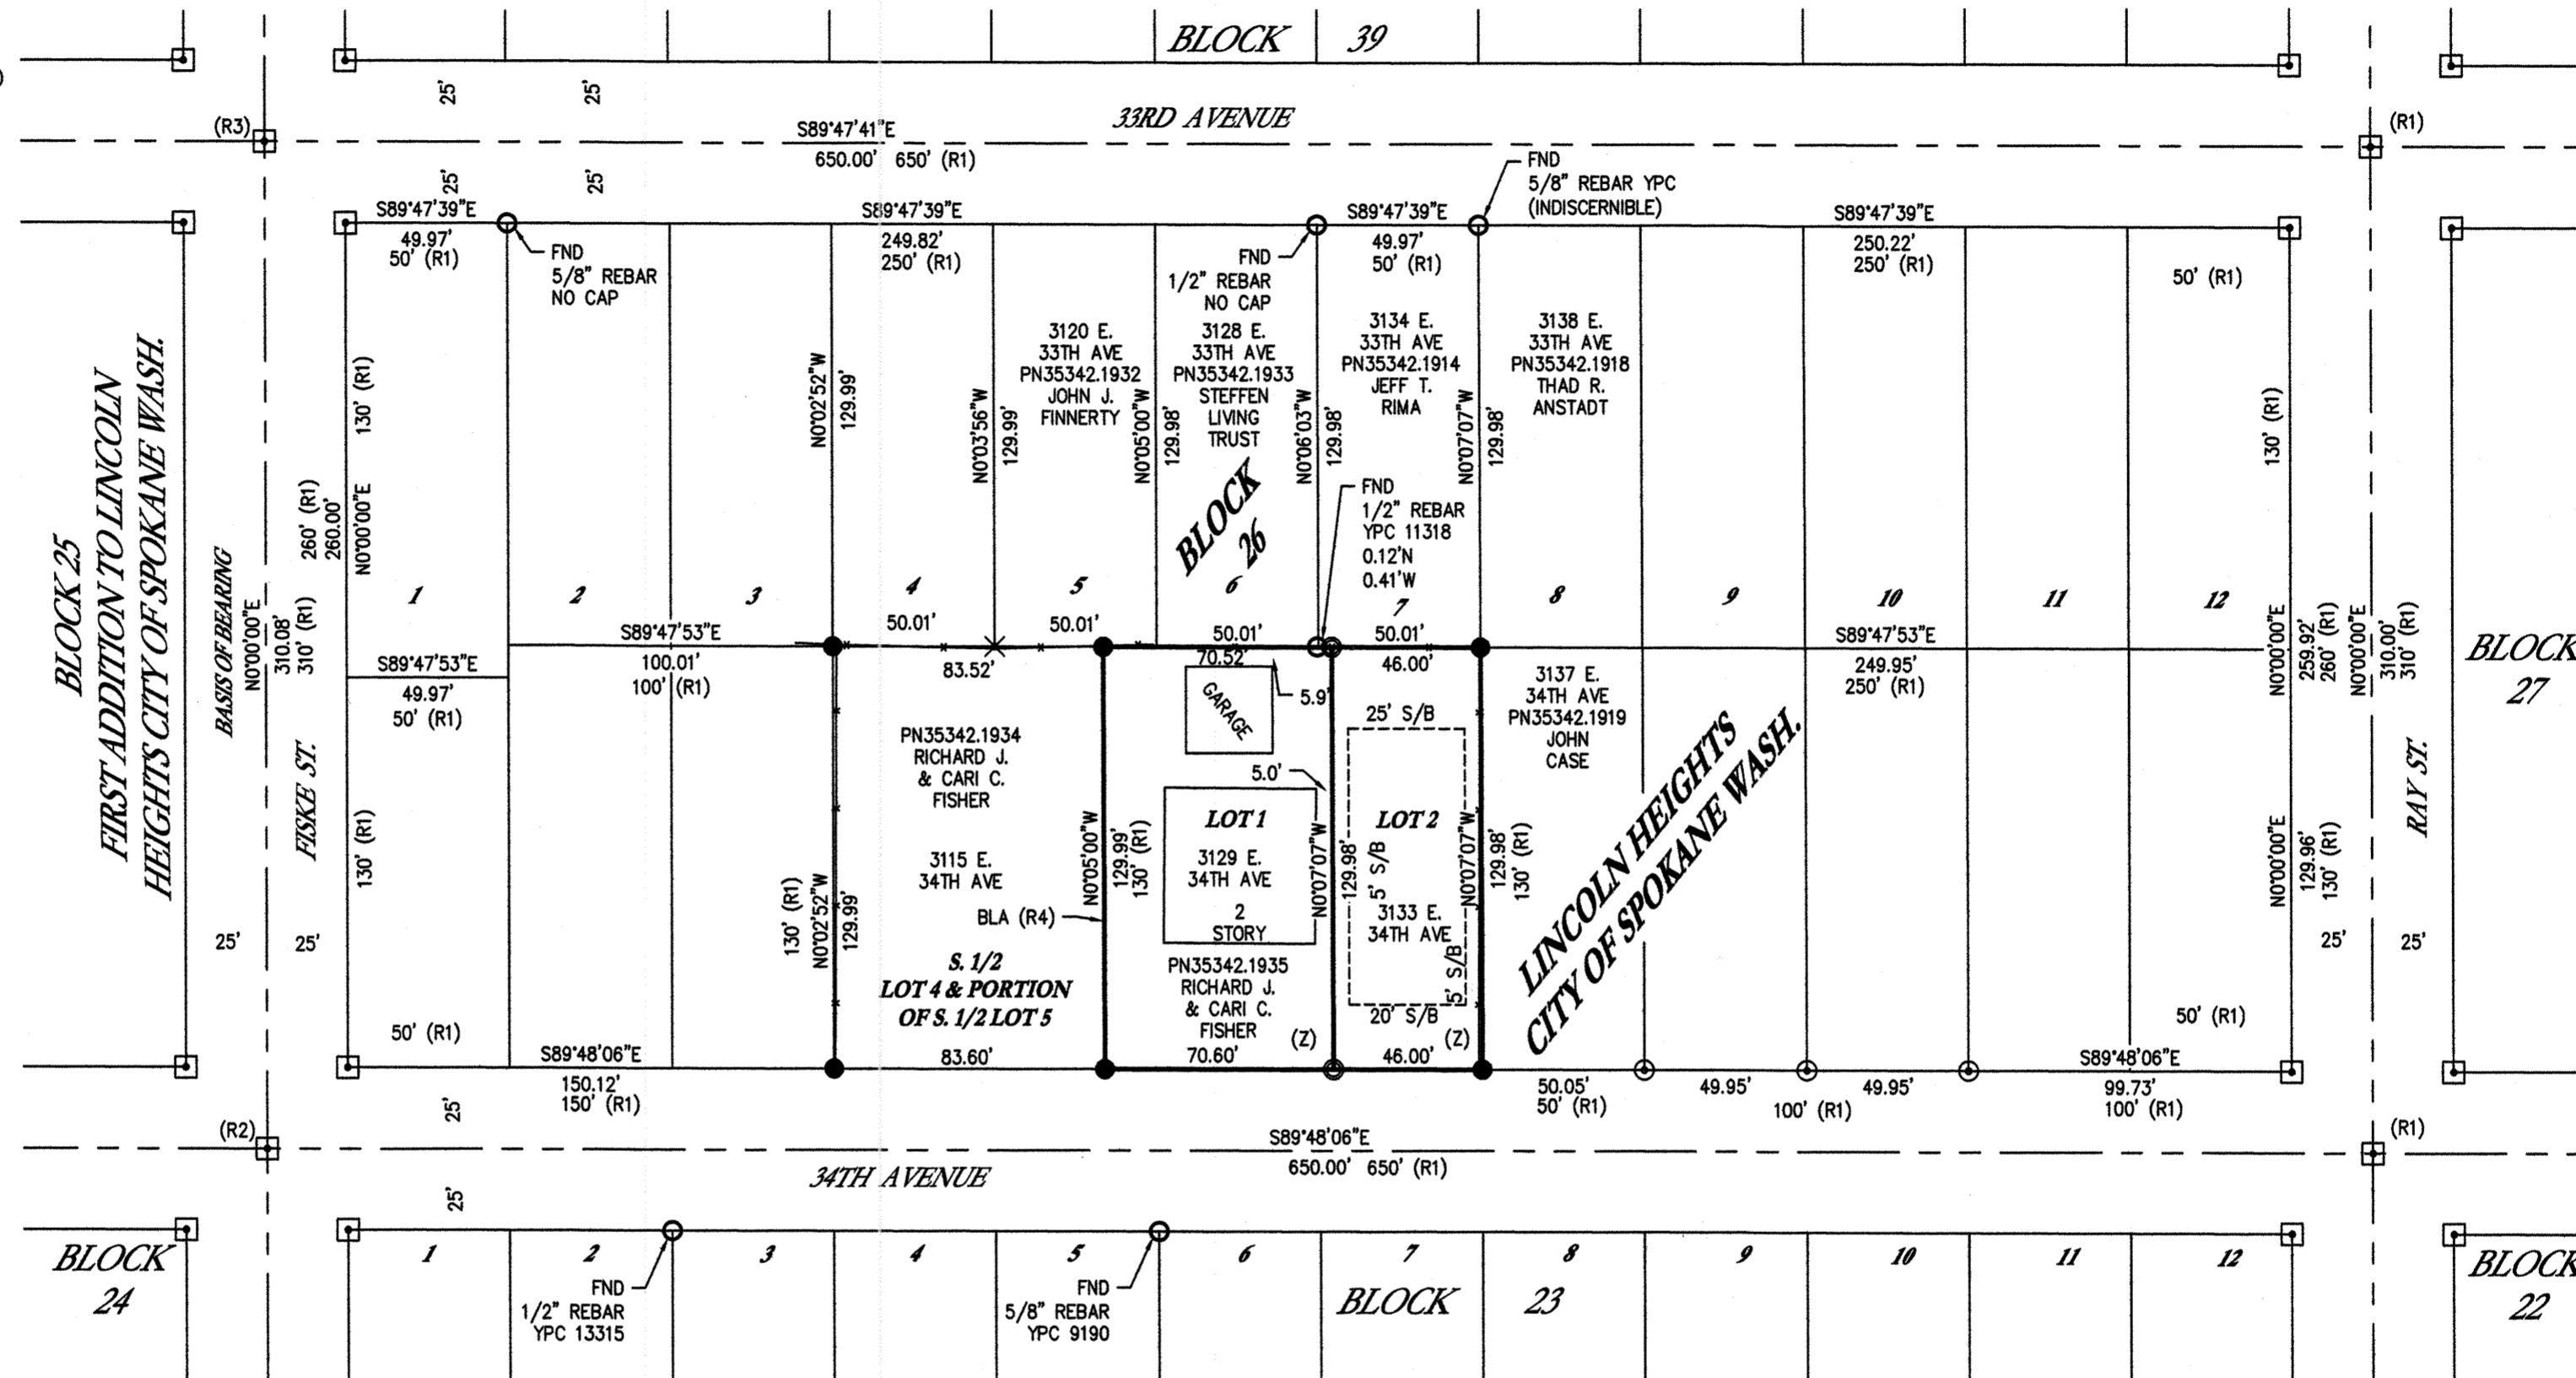 BLOCK 39
25'
25'
33RD AVENUE
(R3)
S89°47'41"E
650.00' 650' (R1)
(R1)
25'
25'
S89°47'39"E
49.97'
50' (R1)
FND
5/8" REBAR
NO CAP
S89°47'39"E
249.82'
250' (R1)
FND
1/2" REBAR
NO CAP
S89°47'39"E
49.97'
50' (R1)
FND
5/8" REBAR YPC
(INDISCERNIBLE)
S89°47'39"E
250.22'
250' (R1)
50' (R1)
3120 E.
33TH AVE
PN35342.1932
JOHN J.
FINNERTY
3128 E.
33TH AVE
PN35342.1933
STEFFEN
LIVING
TRUST
3134 E.
33TH AVE
PN35342.1914
JEFF T.
RIMA
3138 E.
33TH AVE
PN35342.1918
THAD R.
ANSTADT
130' (R1)
N0°00'00"E
260' (R1)
260.00'
N0°02'52"W
129.99'
N0°03'56"W
129.99'
N0°05'00"W
129.98'
N0°06'03"W
129.98'
N0°07'07"W
129.98'
130' (R1)
BLOCK
26
FND
1/2" REBAR
YPC 11318
0.12'N
0.41'W
BLOCK 25
FIRST ADDITION TO LINCOLN
HEIGHTS CITY OF SPOKANE WASH.
BASIS OF BEARING
N0°00'00"E
310.08'
310' (R1)
FISKE ST.
1
2
3
4
5
6
7
8
9
10
11
12
S89°47'53"E
49.97'
50' (R1)
S89°47'53"E
100.01'
100' (R1)
50.01'
50.01'
50.01'
50.01'
83.52'
70.52'
46.00'
S89°47'53"E
249.95'
250' (R1)
N0°00'00"E
259.92'
260' (R1)
N0°00'00"E
310.00'
310' (R1)
BLOCK
27
GARAGE
5.9'
25' S/B
5.0'
3137 E.
34TH AVE
PN35342.1919
JOHN
CASE
PN35342.1934
RICHARD J.
& CARI C.
FISHER
3115 E.
34TH AVE
BLA (R4)
S. 1/2
LOT 4 & PORTION
OF S. 1/2 LOT 5
130' (R1)
130' (R1)
N0°02'52"W
129.99'
N0°05'00"W
129.99'
130' (R1)
LOT 1
3129 E.
34TH AVE
2
STORY
PN35342.1935
RICHARD J.
& CARI C.
FISHER
N0°07'07"W
129.98'
LOT 2
5' S/B
3133 E.
34TH AVE
5' S/B
20' S/B
N0°07'07"W
129.98'
130' (R1)
LINCOLN HEIGHTS
CITY OF SPOKANE WASH.
N0°00'00"E
129.96'
130' (R1)
RAY ST.
25'
25'
25'
25'
50' (R1)
S89°48'06"E
150.12'
150' (R1)
83.60'
70.60'
(Z)
46.00'
(Z)
50.05'
50' (R1)
49.95'
49.95'
100' (R1)
50' (R1)
S89°48'06"E
99.73'
100' (R1)
25'
(R2)
S89°48'06"E
650.00' 650' (R1)
(R1)
34TH AVENUE
25'
BLOCK
24
1
2
3
4
5
6
7
8
9
10
11
12
FND
1/2" REBAR
YPC 13315
FND
5/8" REBAR
YPC 9190
BLOCK 23
BLOCK
22